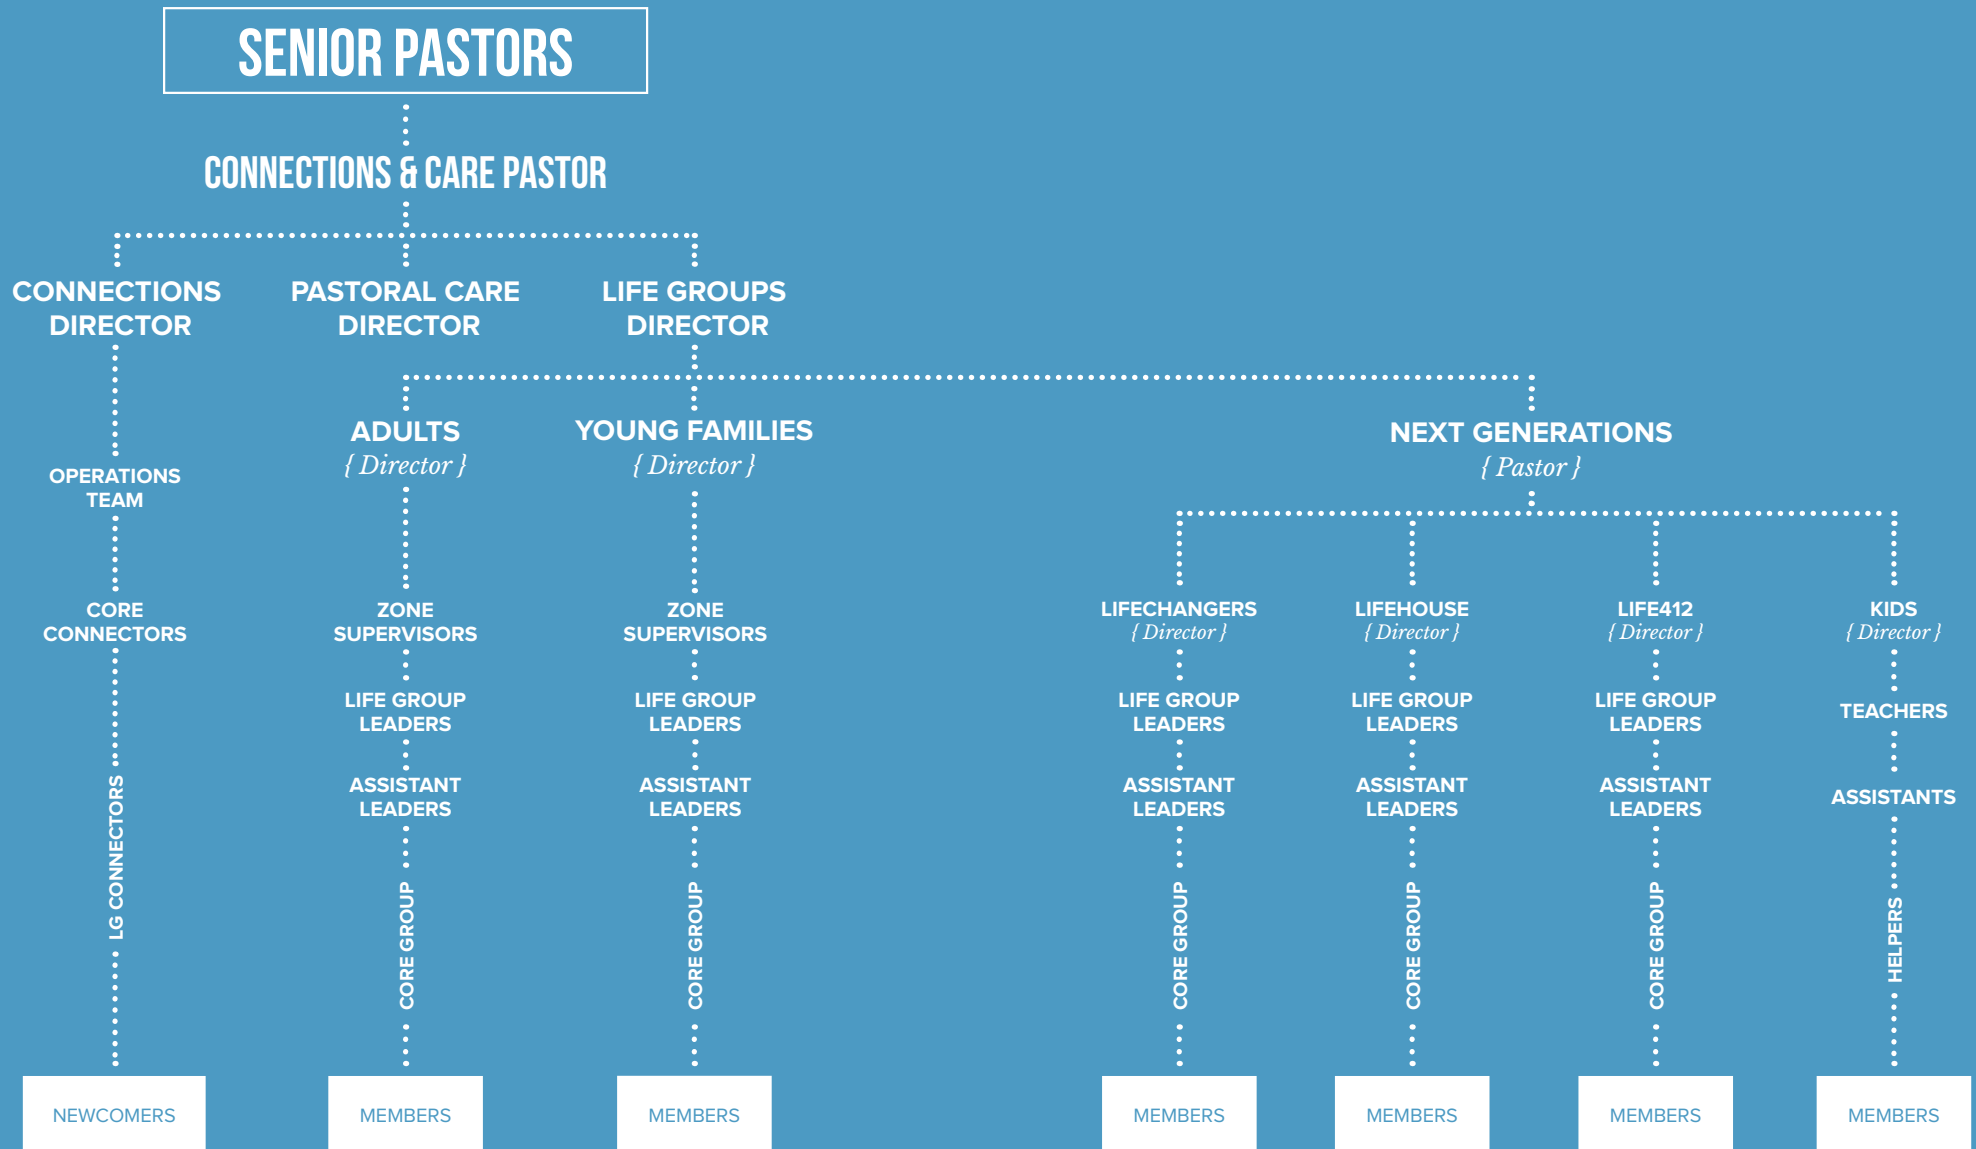 SENIOR PASTORS
CONNECTIONS & CARE PASTOR
CONNECTIONS
DIRECTOR
PASTORAL CARE
DIRECTOR
LIFE GROUPS
DIRECTOR
ADULTS
{ Director }
YOUNG FAMILIES
{ Director }
NEXT GENERATIONS
{ Pastor }
OPERATIONS
TEAM
CORE
CONNECTORS
ZONE
SUPERVISORS
ZONE
SUPERVISORS
LIFECHANGERS
{ Director }
LIFEHOUSE
{ Director }
LIFE412
{ Director }
KIDS
{ Director }
LIFE GROUP
LEADERS
LIFE GROUP
LEADERS
LIFE GROUP
LEADERS
LIFE GROUP
LEADERS
LIFE GROUP
LEADERS
TEACHERS
ASSISTANT
LEADERS
ASSISTANT
LEADERS
ASSISTANT
LEADERS
ASSISTANT
LEADERS
ASSISTANT
LEADERS
ASSISTANTS
LG CONNECTORS
CORE GROUP
CORE GROUP
CORE GROUP
CORE GROUP
CORE GROUP
HELPERS
NEWCOMERS
MEMBERS
MEMBERS
MEMBERS
MEMBERS
MEMBERS
MEMBERS